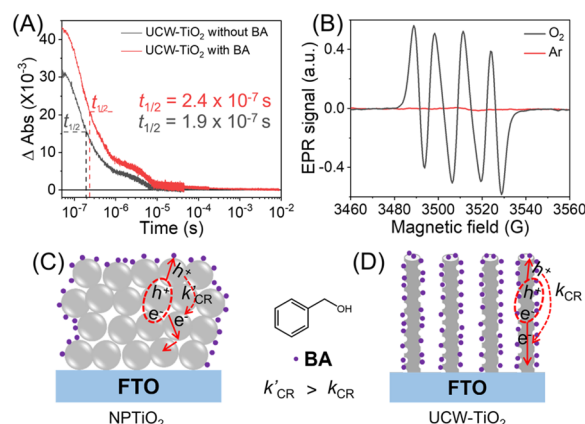 (A)
UCW-TiO₂ without BA
UCW-TiO₂ with BA
Δ Abs (X10⁻³)
40
30
20
10
0
t₁/₂
t₁/₂
t₁/₂ = 2.4 x 10⁻⁷ s
t₁/₂ = 1.9 x 10⁻⁷ s
10⁻⁷ 10⁻⁶ 10⁻⁵ 10⁻⁴ 10⁻³ 10⁻²
Time (s)
(B)
O₂
Ar
EPR signal (a.u.)
0.4
0.0
-0.4
3460 3480 3500 3520 3540 3560
Magnetic field (G)
(C)
h⁺
h⁺
k'CR
e⁻
e⁻
FTO
NPTiO₂
OH
BA
k'CR > kCR
(D)
h⁺
h⁺
kCR
e⁻
e⁻
FTO
UCW-TiO₂